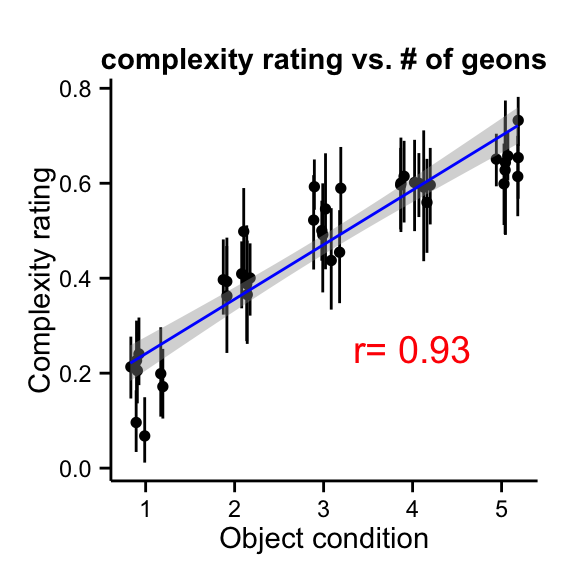 complexity rating vs. # of geons
Complexity rating
0.8
0.6
0.4
0.2
0.0
r= 0.93
1 2 3 4 5
Object condition